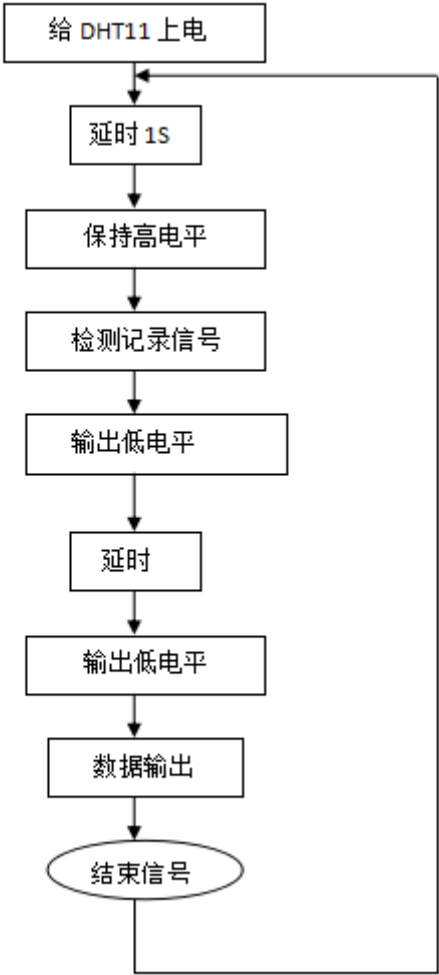 给 DHT11 上电
延时 1S
保持高电平
检测记录信号
输出低电平
延时
输出低电平
数据输出
结束信号